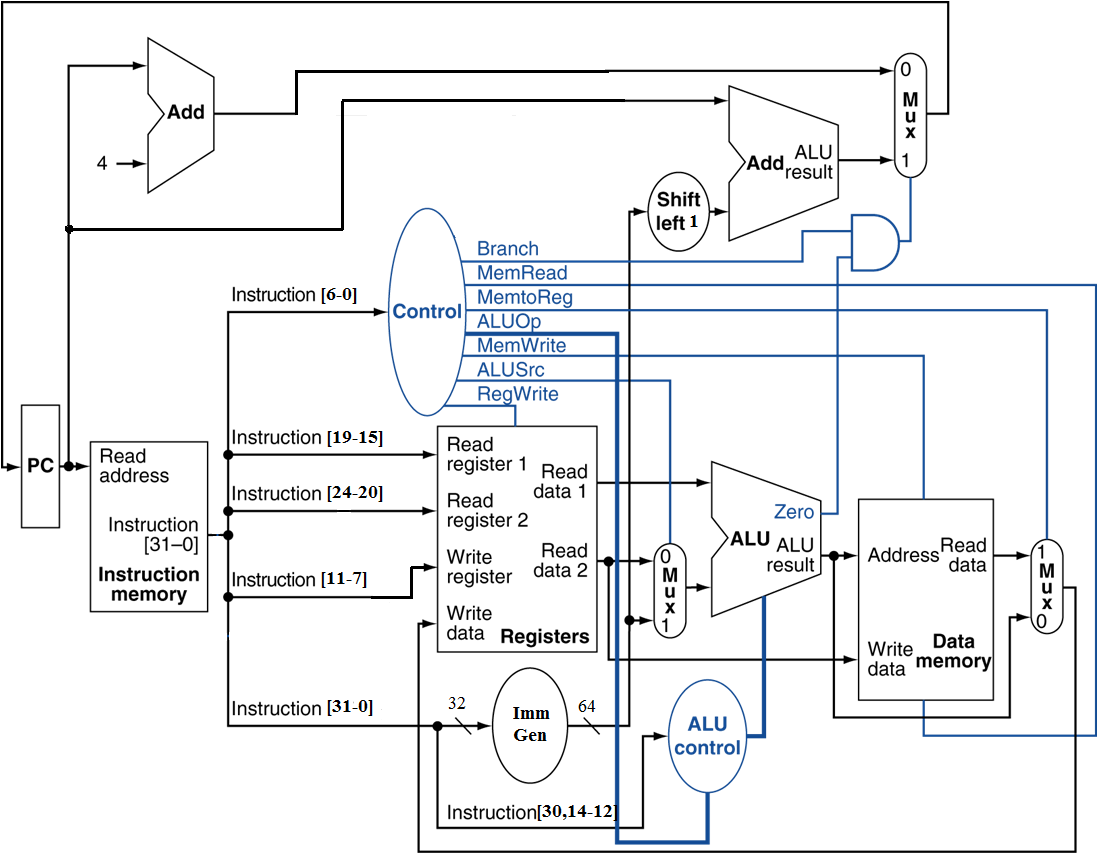 Add
4
0
M
u
x
1
Add
ALU
result
Shift
left 1
Branch
MemRead
MemtoReg
ALUOp
MemWrite
ALUSrc
RegWrite
Control
Instruction [6-0]
Instruction [19-15]
Instruction [24-20]
Instruction [11-7]
Instruction [31-0]
PC
Read
address
Instruction
[31–0]
Instruction
memory
Read
register 1
Read
register 2
Write
register
Write
data
Read
data 1
Read
data 2
Registers
0
M
u
x
1
Zero
ALU
ALU
result
Address
Read
data
Write
data
Data
memory
1
M
u
x
0
32
Imm
Gen
64
ALU
control
Instruction[30,14-12]